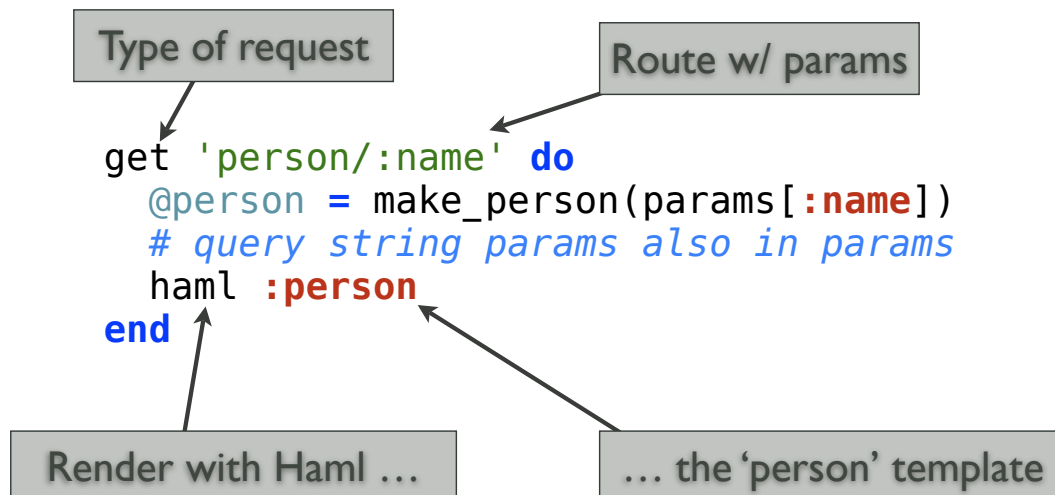 Type of request
Route w/ params
get 'person/:name' do
  @person = make_person(params[:name])
  # query string params also in params
  haml :person
end
Render with Haml …
… the ‘person’ template